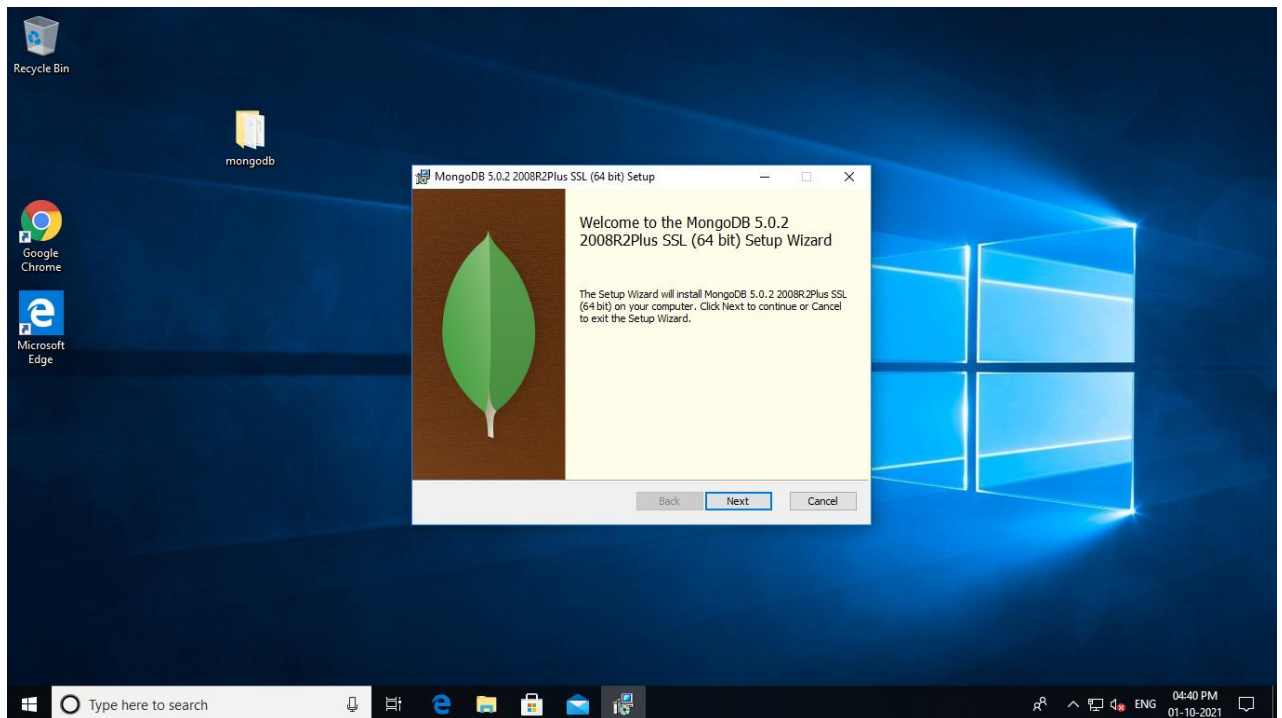 Recycle Bin
mongodb
MongoDB 5.0.2 2008R2Plus SSL (64 bit) Setup
Welcome to the MongoDB 5.0.2
2008R2Plus SSL (64 bit) Setup Wizard
Google
Chrome
The Setup Wizard will install MongoDB 5.0.2 2008R2Plus SSL
(64 bit) on your computer. Click Next to continue or Cancel
to exit the Setup Wizard.
Microsoft
Edge
Back
Next
Cancel
Type here to search
ENG
04:40 PM
01-10-2021